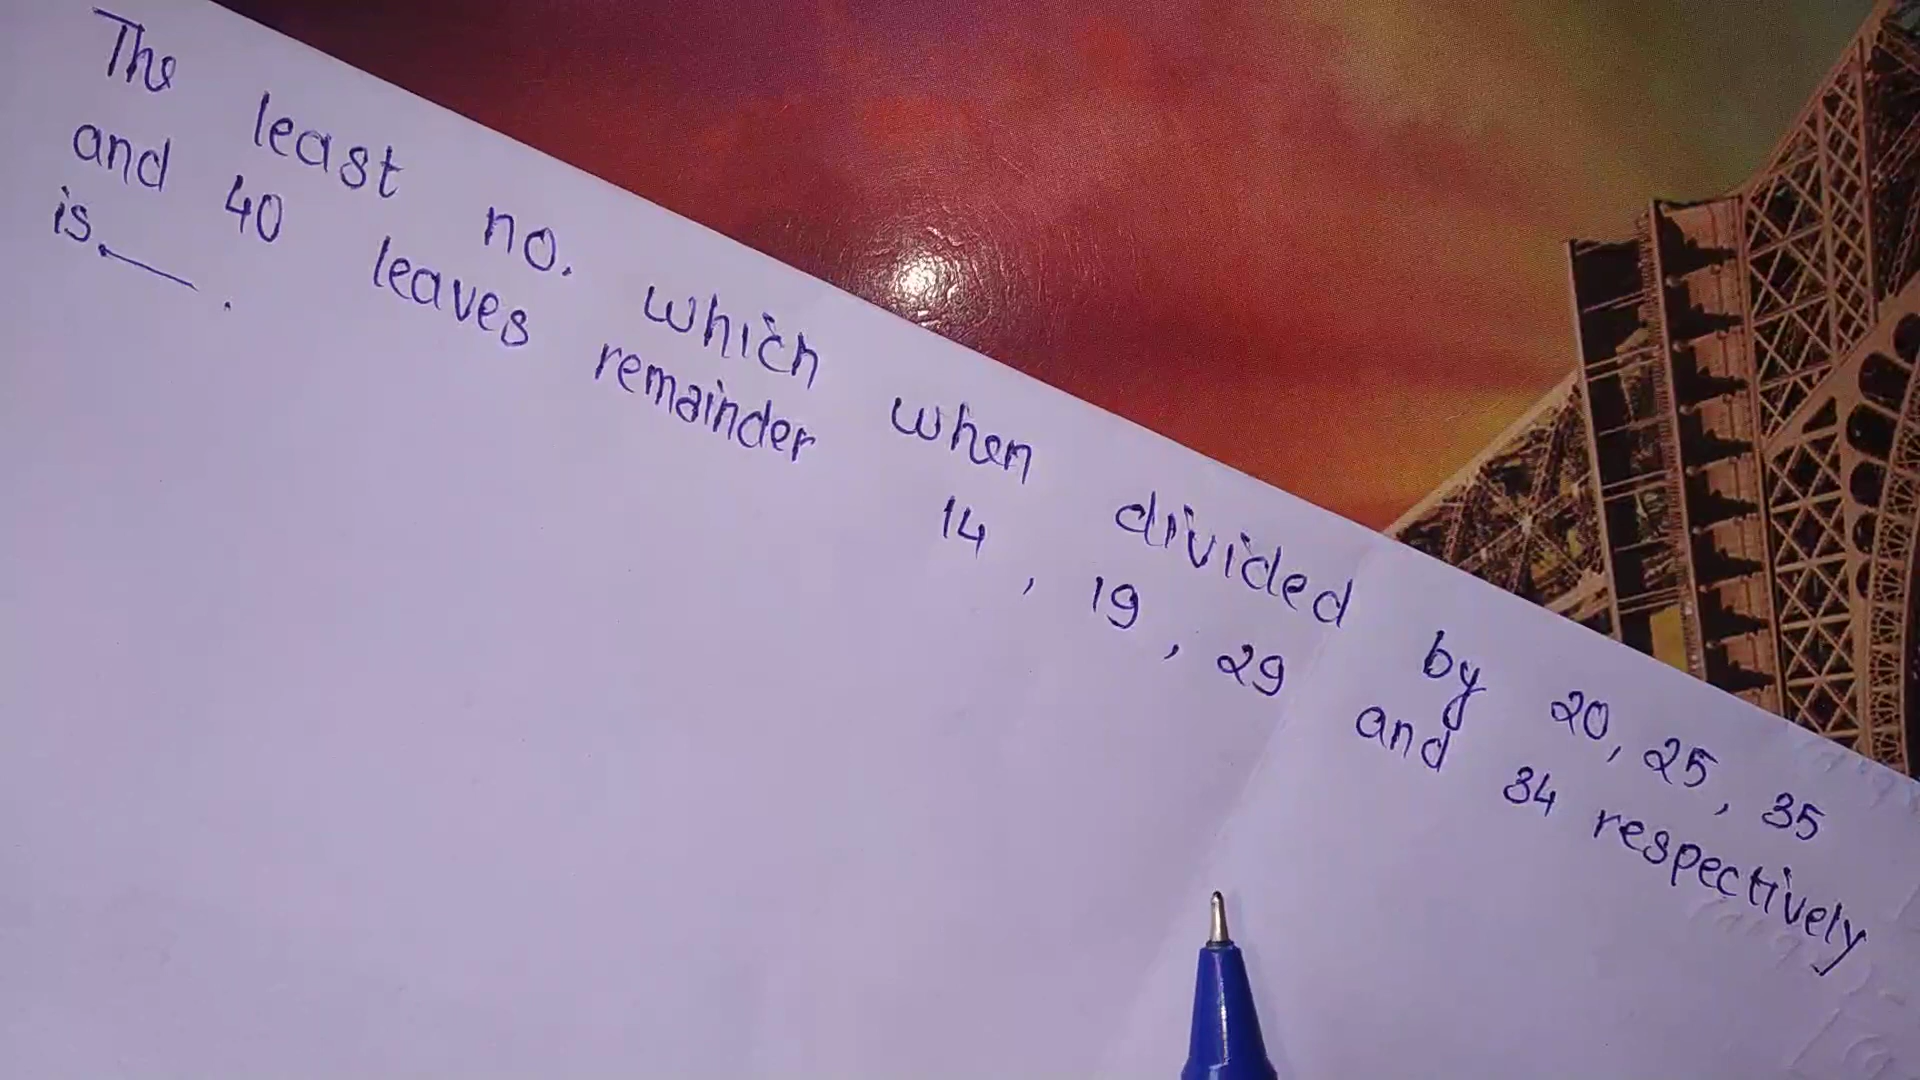 The least no. which when divided by 20, 25, 35
and 40 leaves remainder 14, 19, 29 and 34 respectively
is ___.